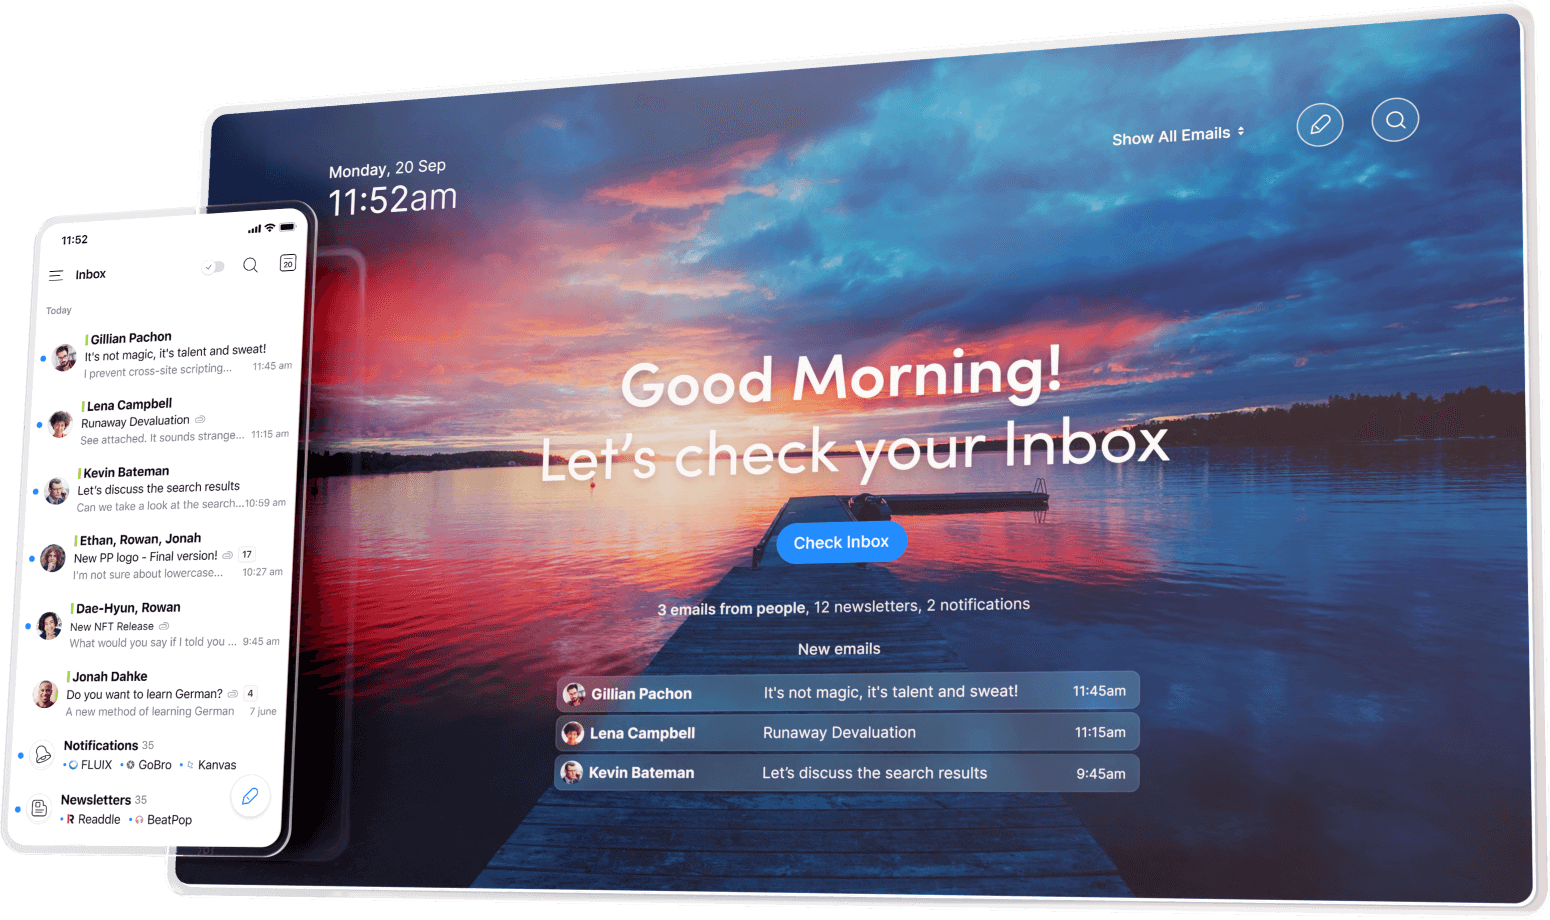 Monday, 20 Sep
11:52am
Show All Emails
Good Morning!
Let's check your Inbox
Check Inbox
3 emails from people, 12 newsletters, 2 notifications
New emails
Gillian Pachon It's not magic, it's talent and sweat! 11:45am
Lena Campbell Runaway Devaluation 11:15am
Kevin Bateman Let's discuss the search results 9:45am
11:52
Inbox
20
Today
Gillian Pachon
It's not magic, it's talent and sweat!
I prevent cross-site scripting... 11:45 am
Lena Campbell
Runaway Devaluation
See attached. It sounds strange... 11:15 am
Kevin Bateman
Let's discuss the search results
Can we take a look at the search... 10:59 am
Ethan, Rowan, Jonah
New PP logo - Final version! 17
I'm not sure about lowercase... 10:27 am
Dae-Hyun, Rowan
New NFT Release
What would you say if I told you ... 9:45 am
Jonah Dahke
Do you want to learn German? 4
A new method of learning German 7 june
Notifications 35
FLUIX GoBro Kanvas
Newsletters 35
Readdle BeatPop